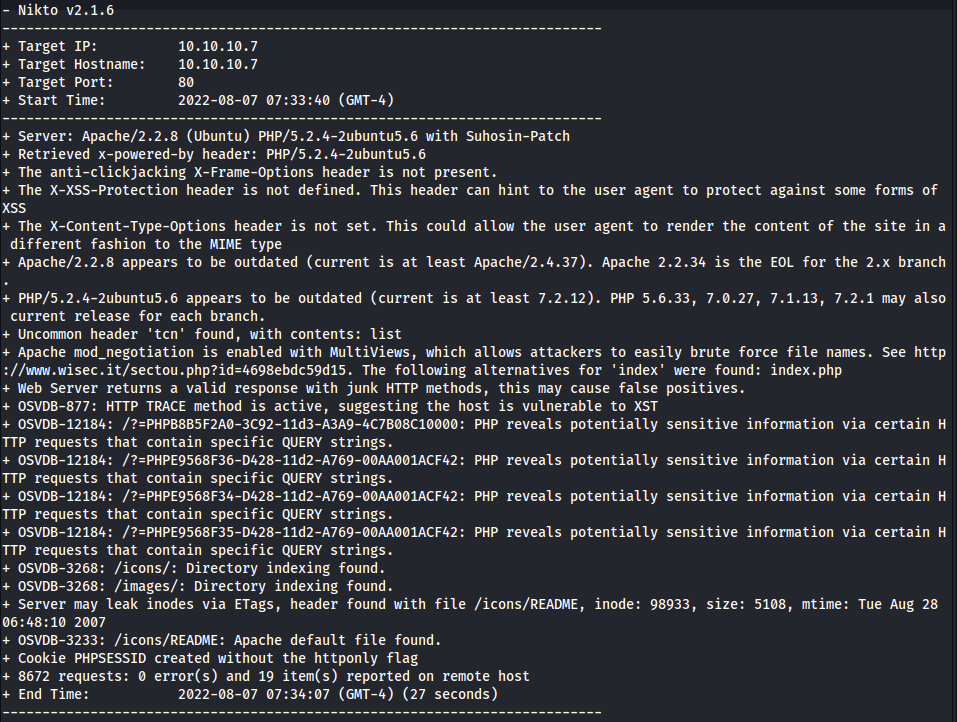 - Nikto v2.1.6
---------------------------------------------------------------------------
+ Target IP:          10.10.10.7
+ Target Hostname:    10.10.10.7
+ Target Port:        80
+ Start Time:         2022-08-07 07:33:40 (GMT-4)
---------------------------------------------------------------------------
+ Server: Apache/2.2.8 (Ubuntu) PHP/5.2.4-2ubuntu5.6 with Suhosin-Patch
+ Retrieved x-powered-by header: PHP/5.2.4-2ubuntu5.6
+ The anti-clickjacking X-Frame-Options header is not present.
+ The X-XSS-Protection header is not defined. This header can hint to the user agent to protect against some forms of
XSS
+ The X-Content-Type-Options header is not set. This could allow the user agent to render the content of the site in a
 different fashion to the MIME type
+ Apache/2.2.8 appears to be outdated (current is at least Apache/2.4.37). Apache 2.2.34 is the EOL for the 2.x branch
.
+ PHP/5.2.4-2ubuntu5.6 appears to be outdated (current is at least 7.2.12). PHP 5.6.33, 7.0.27, 7.1.13, 7.2.1 may also
 current release for each branch.
+ Uncommon header 'tcn' found, with contents: list
+ Apache mod_negotiation is enabled with MultiViews, which allows attackers to easily brute force file names. See http
://www.wisec.it/sectou.php?id=4698ebdc59d15. The following alternatives for 'index' were found: index.php
+ Web Server returns a valid response with junk HTTP methods, this may cause false positives.
+ OSVDB-877: HTTP TRACE method is active, suggesting the host is vulnerable to XST
+ OSVDB-12184: /?=PHPB8B5F2A0-3C92-11d3-A3A9-4C7B08C10000: PHP reveals potentially sensitive information via certain H
TTP requests that contain specific QUERY strings.
+ OSVDB-12184: /?=PHPE9568F36-D428-11d2-A769-00AA001ACF42: PHP reveals potentially sensitive information via certain H
TTP requests that contain specific QUERY strings.
+ OSVDB-12184: /?=PHPE9568F34-D428-11d2-A769-00AA001ACF42: PHP reveals potentially sensitive information via certain H
TTP requests that contain specific QUERY strings.
+ OSVDB-12184: /?=PHPE9568F35-D428-11d2-A769-00AA001ACF42: PHP reveals potentially sensitive information via certain H
TTP requests that contain specific QUERY strings.
+ OSVDB-3268: /icons/: Directory indexing found.
+ OSVDB-3268: /images/: Directory indexing found.
+ Server may leak inodes via ETags, header found with file /icons/README, inode: 98933, size: 5108, mtime: Tue Aug 28
06:48:10 2007
+ OSVDB-3233: /icons/README: Apache default file found.
+ Cookie PHPSESSID created without the httponly flag
+ 8672 requests: 0 error(s) and 19 item(s) reported on remote host
+ End Time:           2022-08-07 07:34:07 (GMT-4) (27 seconds)
---------------------------------------------------------------------------